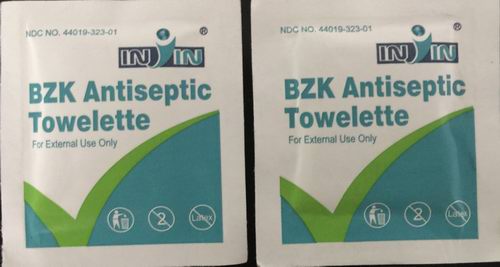 NDC NO. 44019-323-01
INJIN®
BZK Antiseptic
Towelette
For External Use Only
2
Latex
NDC NO. 44019-323-01
INJIN®
BZK Antiseptic
Towelette
For External Use Only
2
Latex